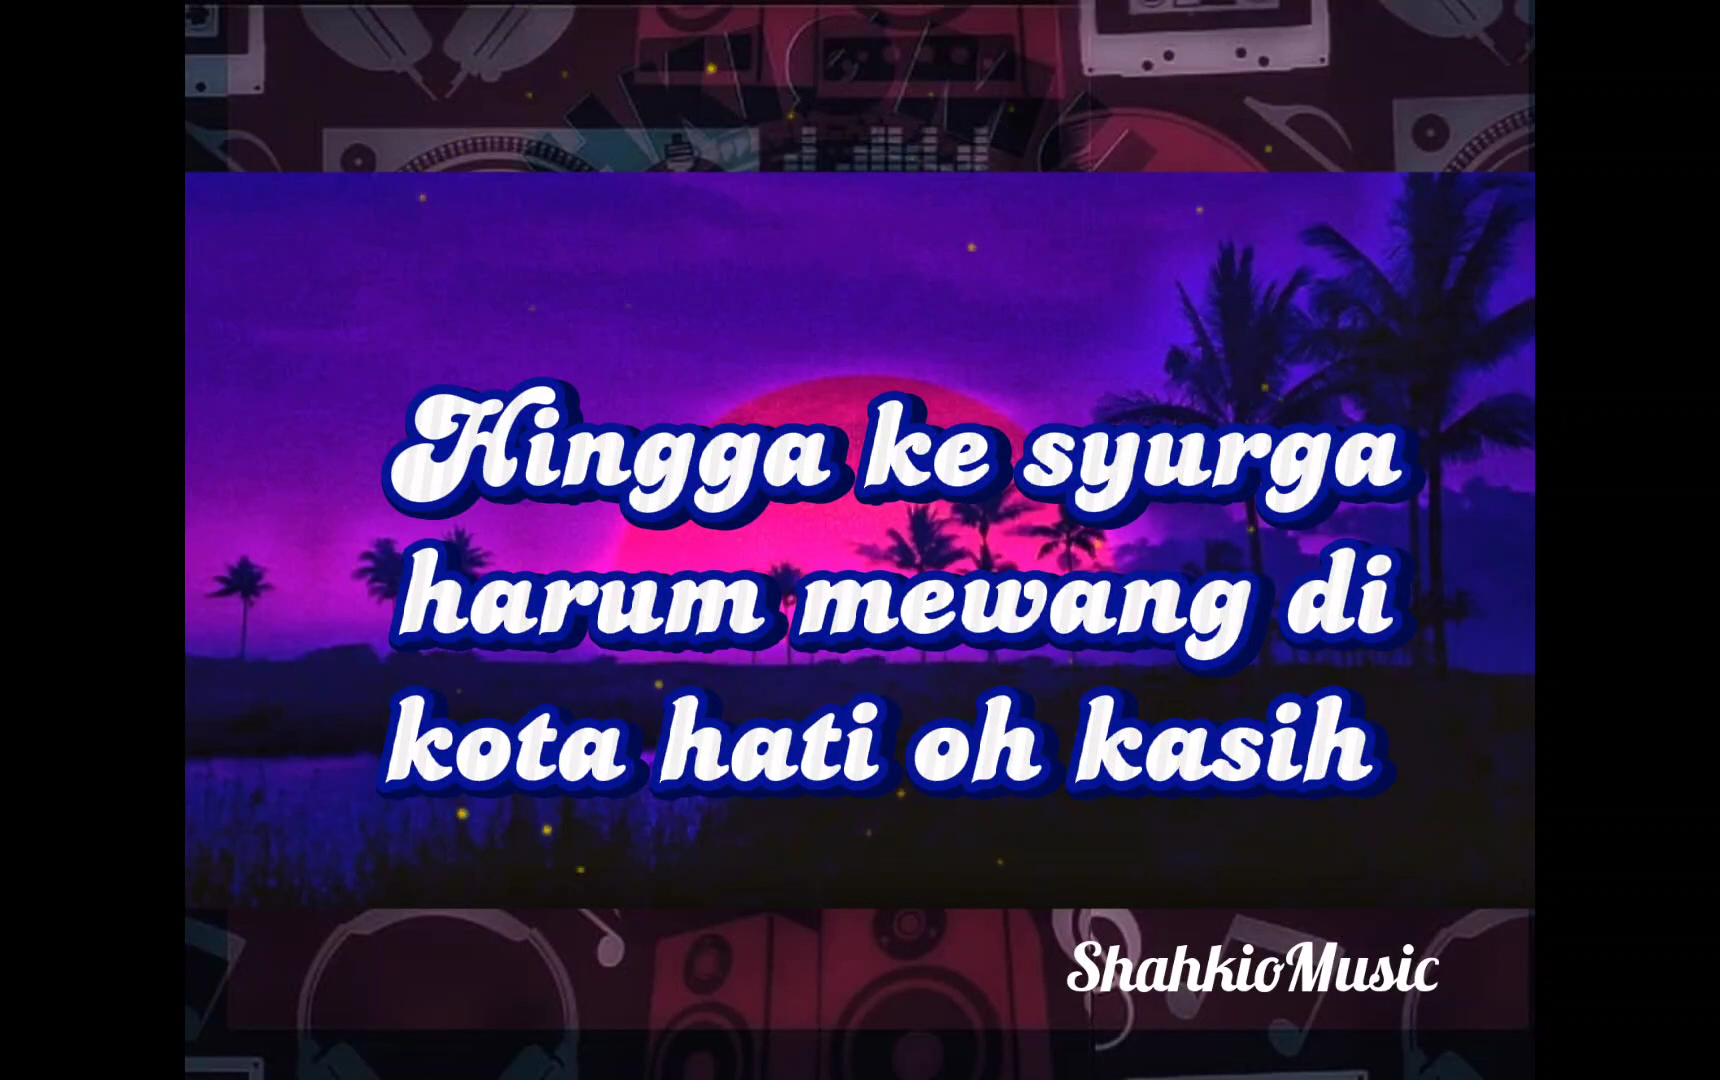 Hingga ke syurga
harum mewang di
kota hati oh kasih
ShahkioMusic